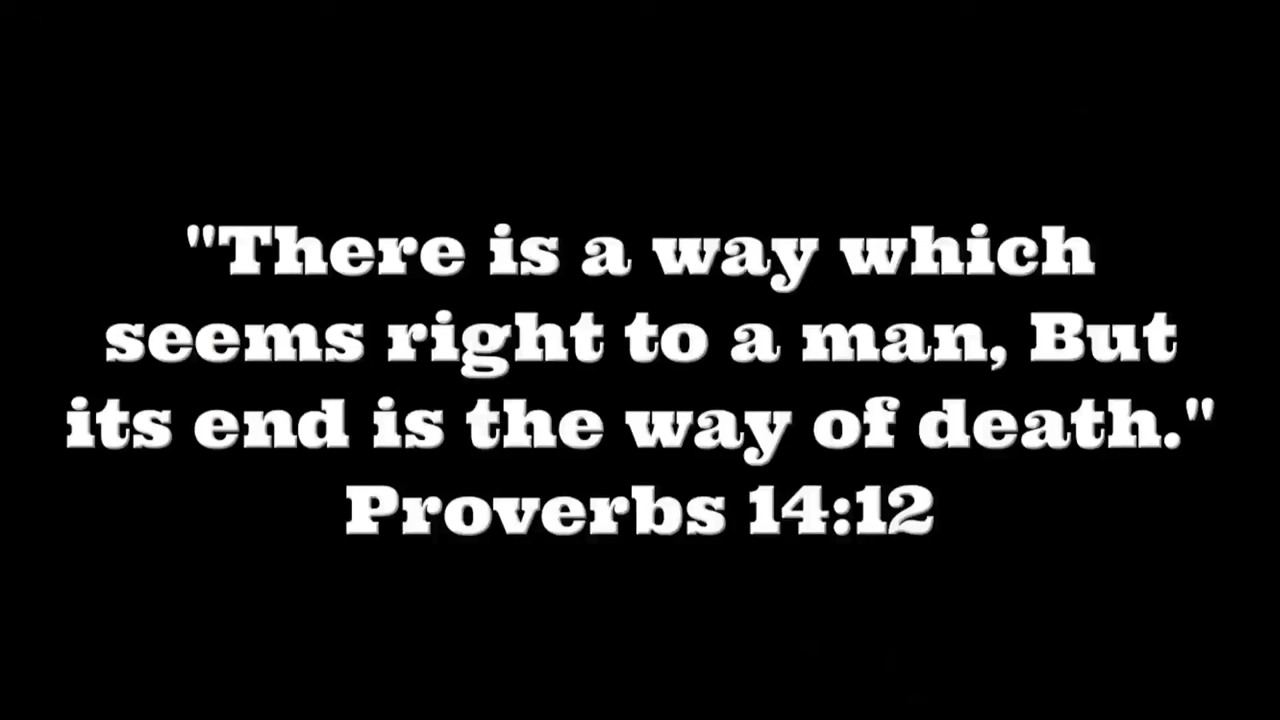 "There is a way which
seems right to a man, But
its end is the way of death."
Proverbs 14:12